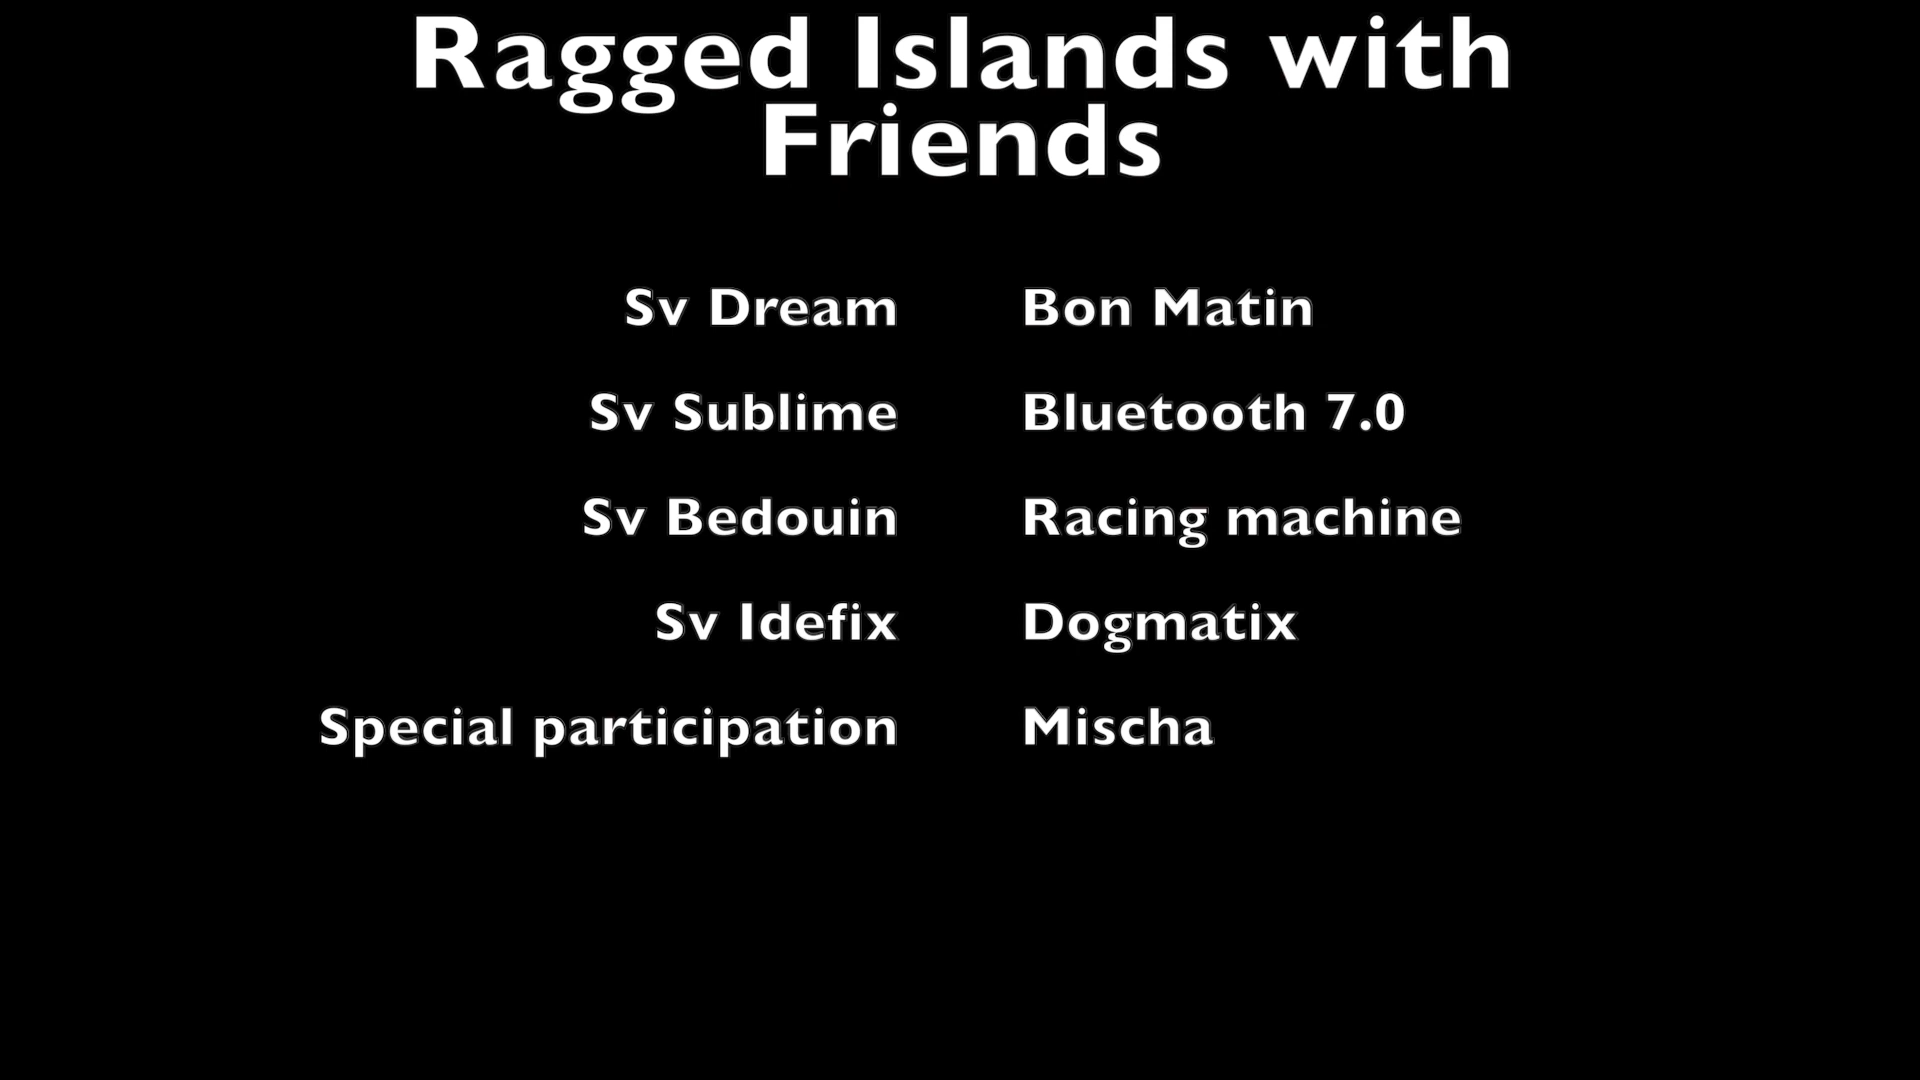 Ragged Islands with
Friends
Sv Dream Bon Matin
Sv Sublime Bluetooth 7.0
Sv Bedouin Racing machine
Sv Idefix Dogmatix
Special participation Mischa